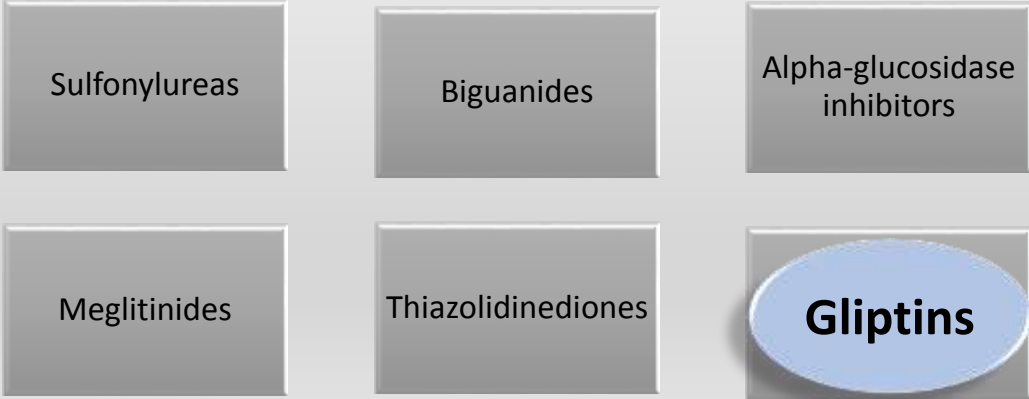 Sulfonylureas
Biguanides
Alpha-glucosidase
inhibitors
Meglitinides
Thiazolidinediones
Gliptins